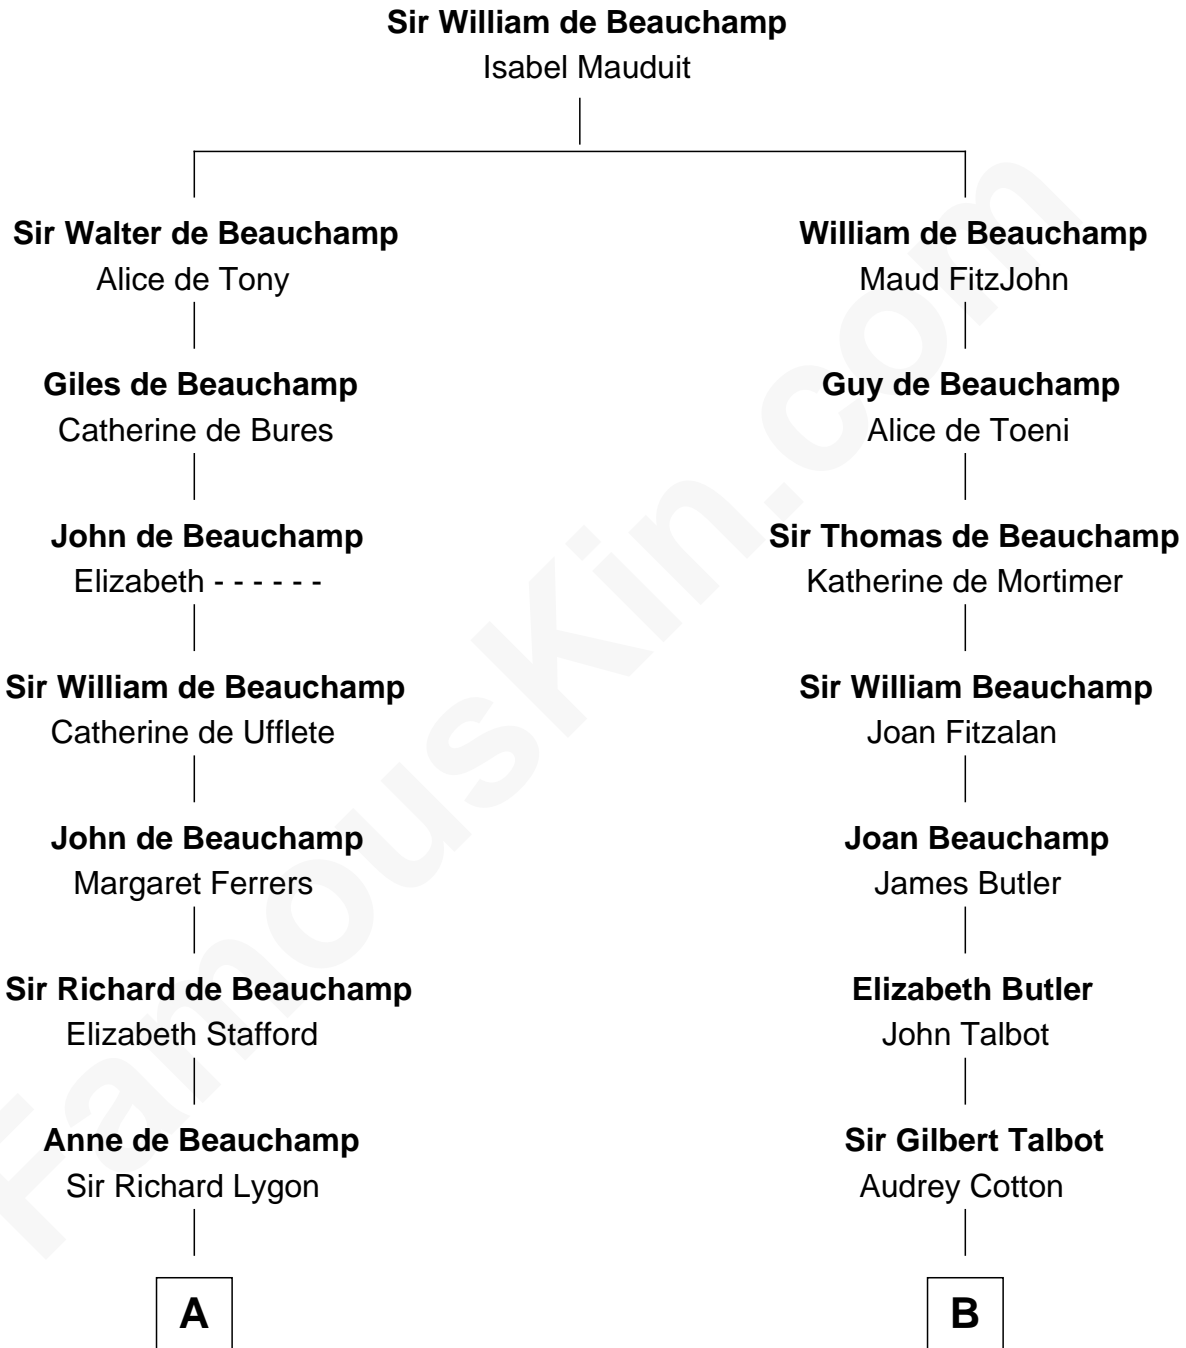 Sir William de Beauchamp
Isabel Mauduit
Sir Walter de Beauchamp
Alice de Tony
William de Beauchamp
Maud FitzJohn
Giles de Beauchamp
Catherine de Bures
Guy de Beauchamp
Alice de Toeni
John de Beauchamp
Elizabeth - - - - - -
Sir Thomas de Beauchamp
Katherine de Mortimer
Sir William de Beauchamp
Catherine de Ufflete
Sir William Beauchamp
Joan Fitzalan
John de Beauchamp
Margaret Ferrers
Joan Beauchamp
James Butler
Sir Richard de Beauchamp
Elizabeth Stafford
Elizabeth Butler
John Talbot
Anne de Beauchamp
Sir Richard Lygon
Sir Gilbert Talbot
Audrey Cotton
A
B
FamousKin.com